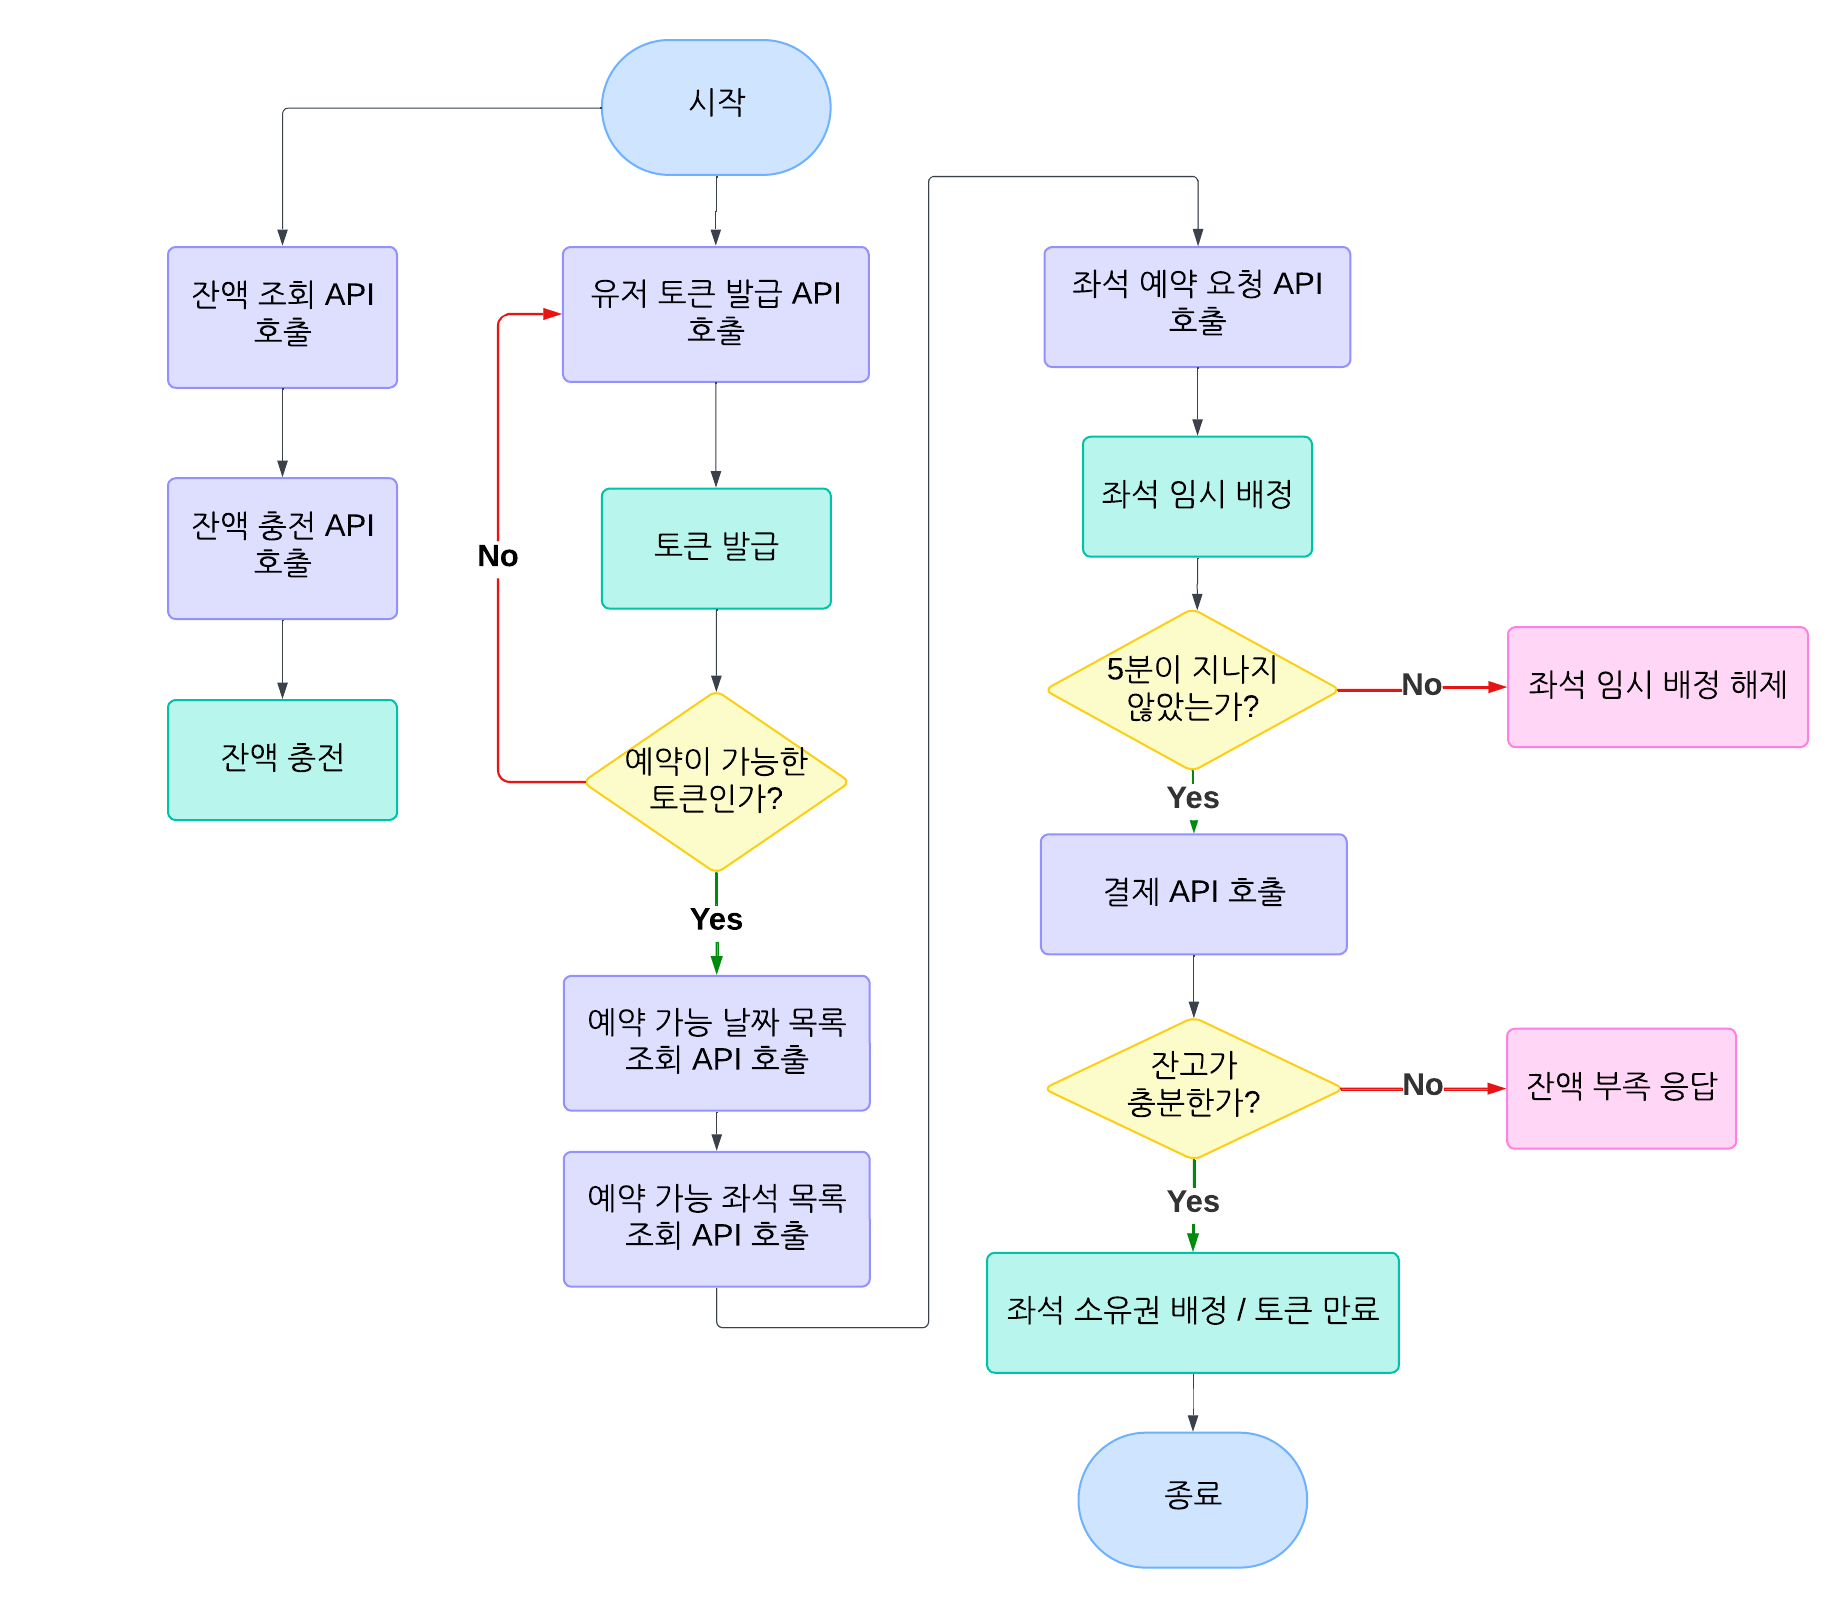 시작
잔액 조회 API
호출
잔액 충전 API
호출
잔액 충전
유저 토큰 발급 API
호출
No
토큰 발급
예약이 가능한
토큰인가?
Yes
예약 가능 날짜 목록
조회 API 호출
예약 가능 좌석 목록
조회 API 호출
좌석 예약 요청 API
호출
좌석 임시 배정
5분이 지나지
않았는가?
No
좌석 임시 배정 해제
Yes
결제 API 호출
잔고가
충분한가?
No
잔액 부족 응답
Yes
좌석 소유권 배정 / 토큰 만료
종료